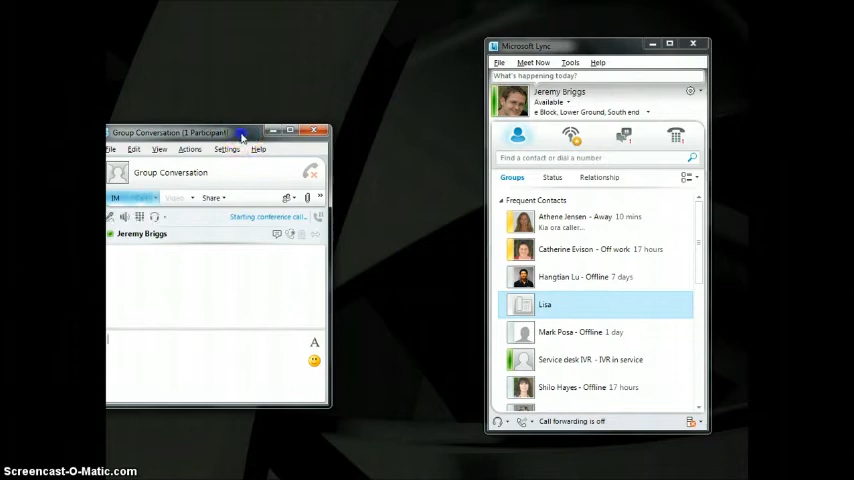 Group Conversation (1 Participant)
File Edit View Actions Settings Help
Group Conversation
IM Video Share
Starting conference call...
Jeremy Briggs
A
Microsoft Lync
File Meet Now Tools Help
What's happening today?
Jeremy Briggs
Available
e Block, Lower Ground, South end
Find a contact or dial a number
Groups Status Relationship
Frequent Contacts
Athene Jensen - Away 10 mins
Kia ora caller...
Catherine Evison - Off work 17 hours
Hangtian Lu - Offline 7 days
Lisa
Mark Posa - Offline 1 day
Service desk IVR - IVR in service
Shilo Hayes - Offline 17 hours
Call forwarding is off
Screencast-O-Matic.com